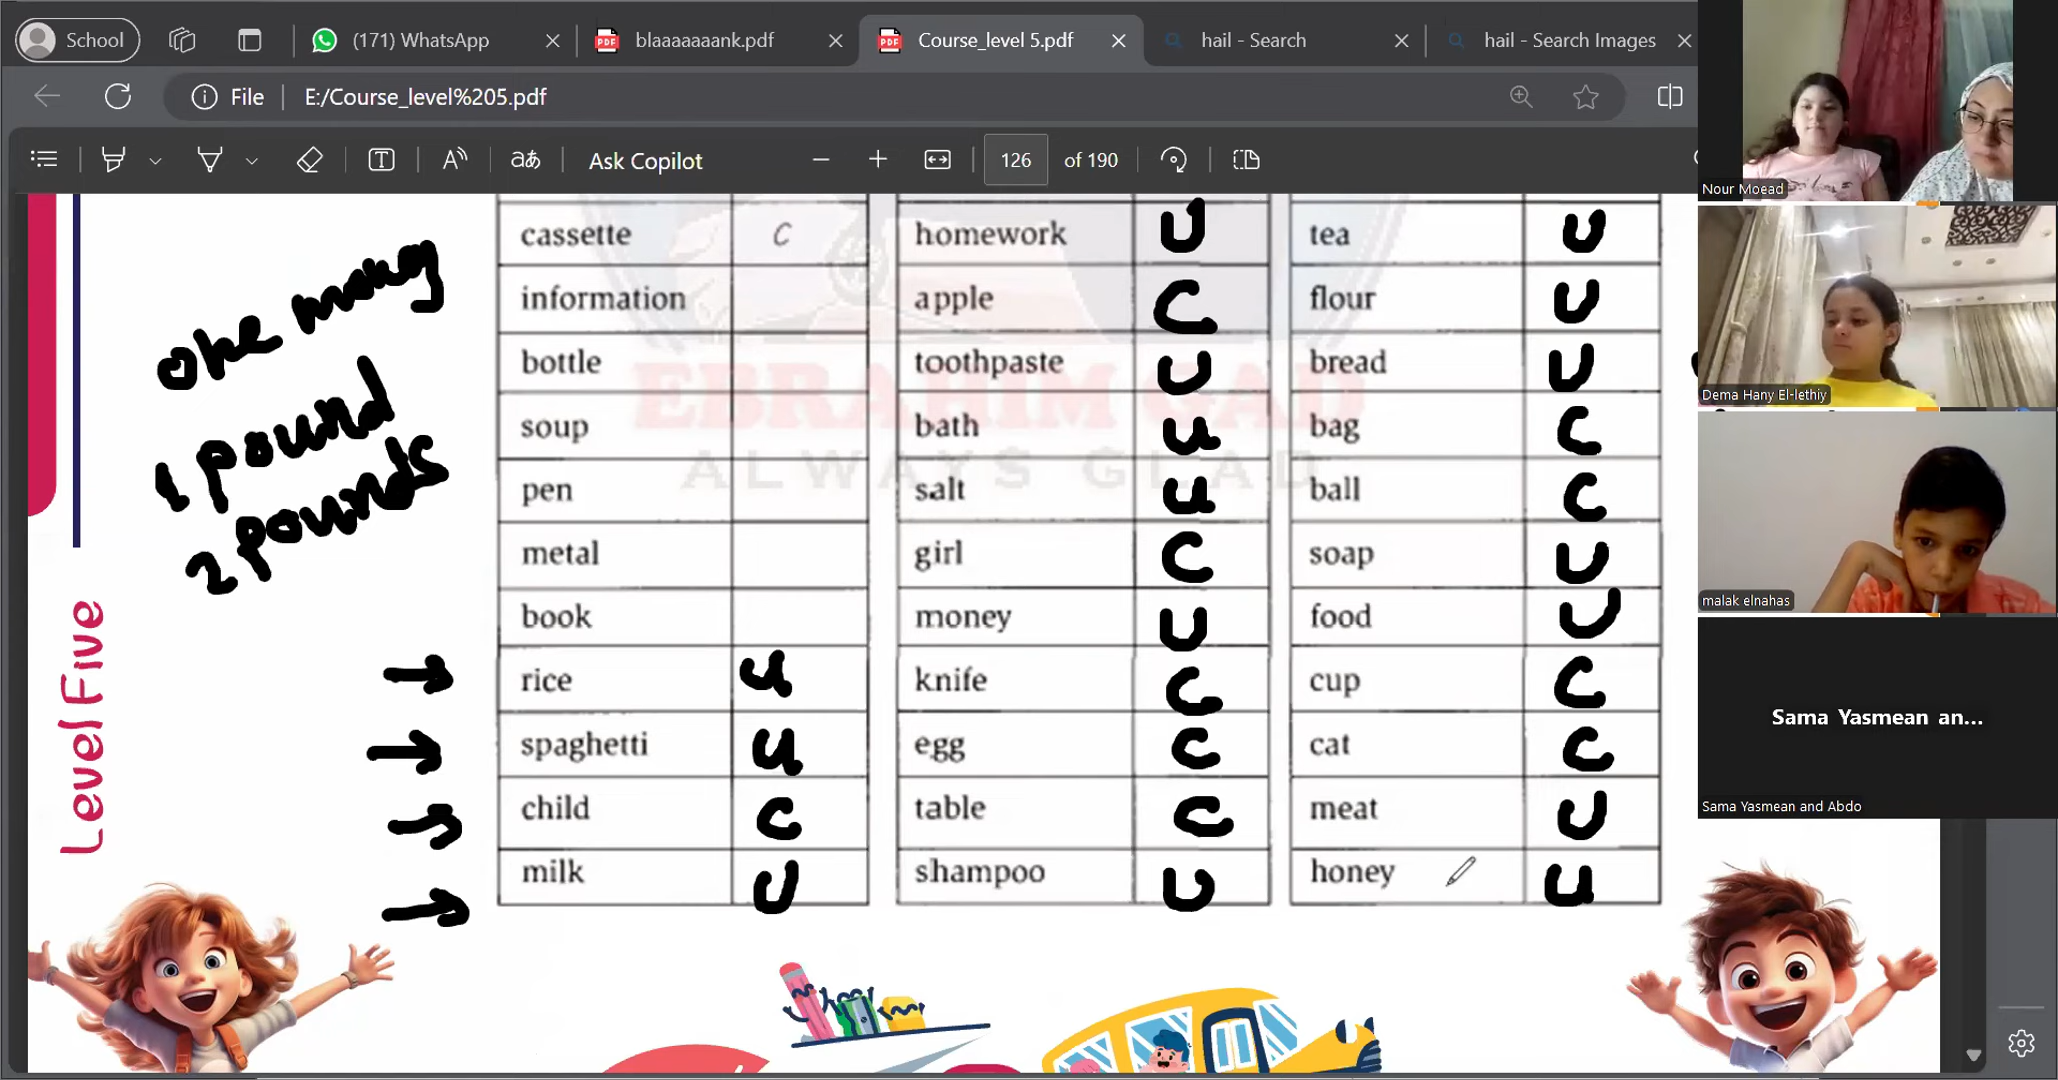 School
(171) WhatsApp
blaaaaaaank.pdf
Course_level 5.pdf
hail - Search
hail - Search Images
File
E:/Course_level%205.pdf
Ask Copilot
126 of 190
one many
1 pound
2 pounds
Level Five
cassette C homework U tea U
information apple C flour U
bottle toothpaste U bread U
soup bath u bag C
pen salt u ball C
metal girl C soap U
book money U food U
rice u knife C cup C
spaghetti u egg C cat C
child C table C meat U
milk U shampoo U honey u
EBRAHIM GAD
ALWAYS GLAD
Nour Moead
Dema Hany El-lethiy
malak elnahas
Sama Yasmean an...
Sama Yasmean and Abdo